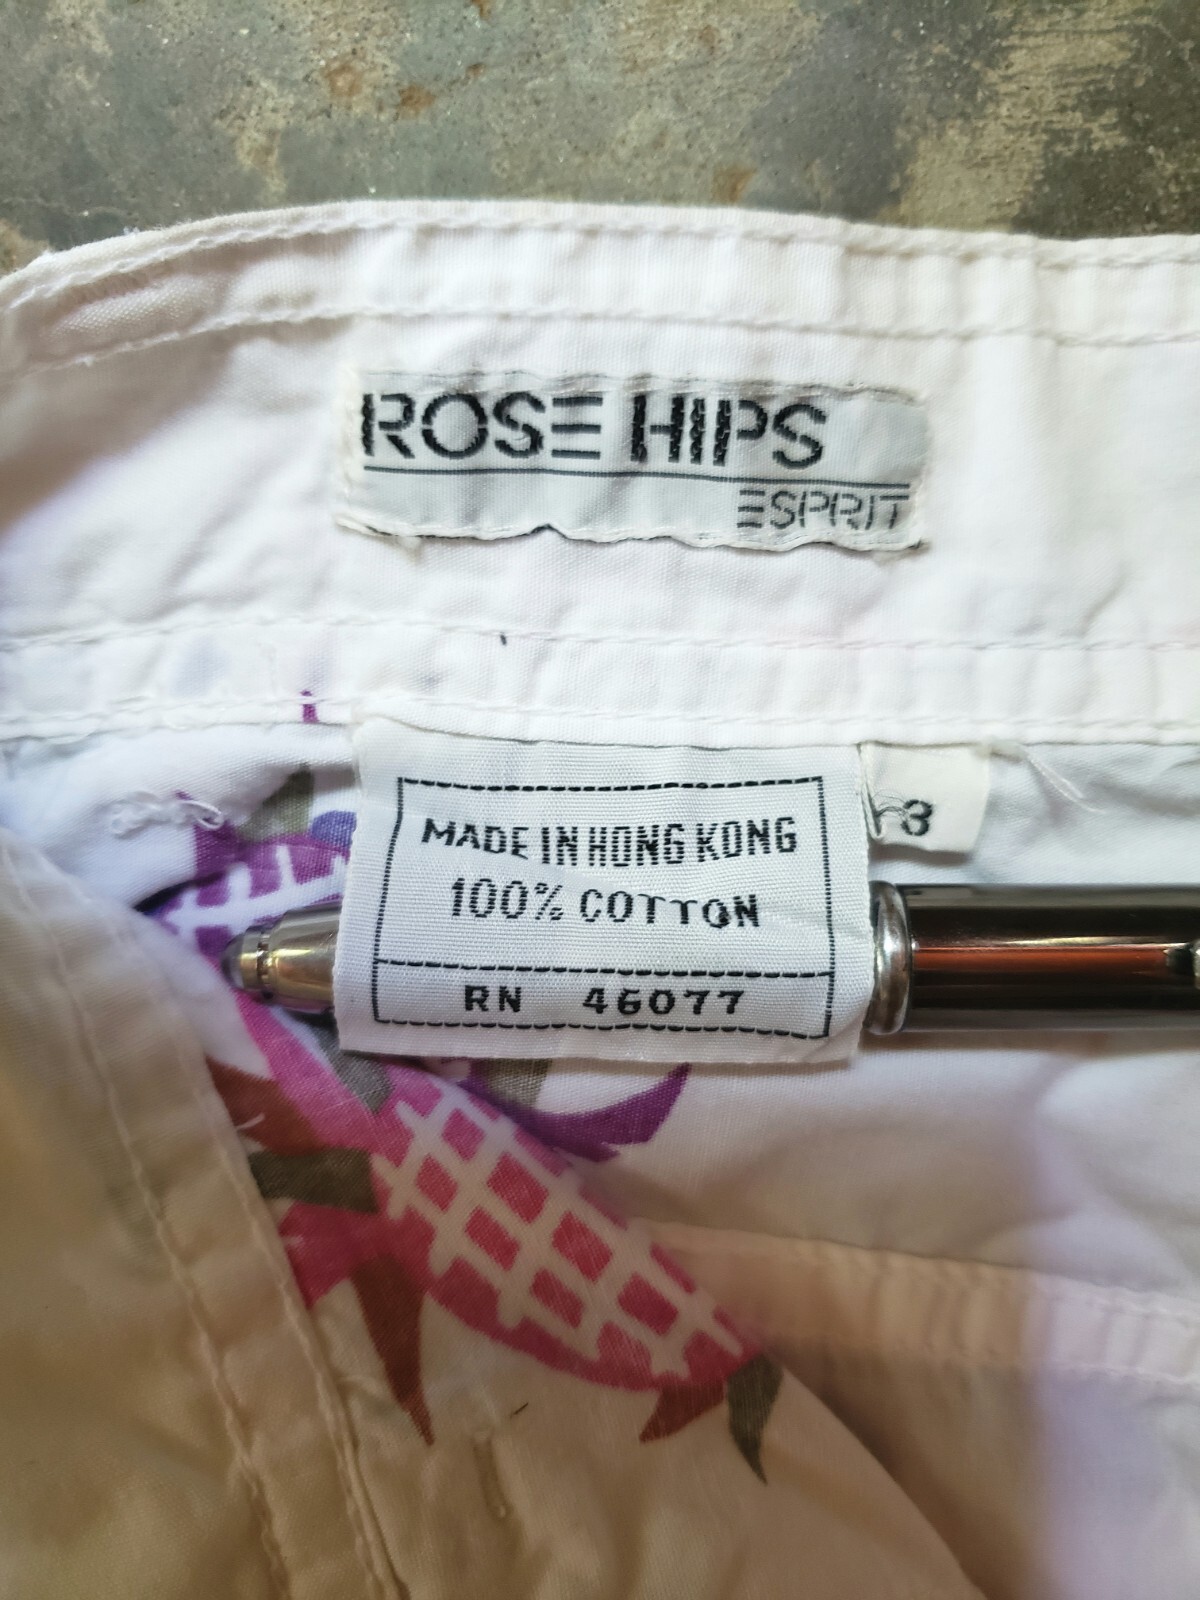 ROSE HIPS
ESPRIT
MADE IN HONG KONG
3
100% COTTON
RN 46077